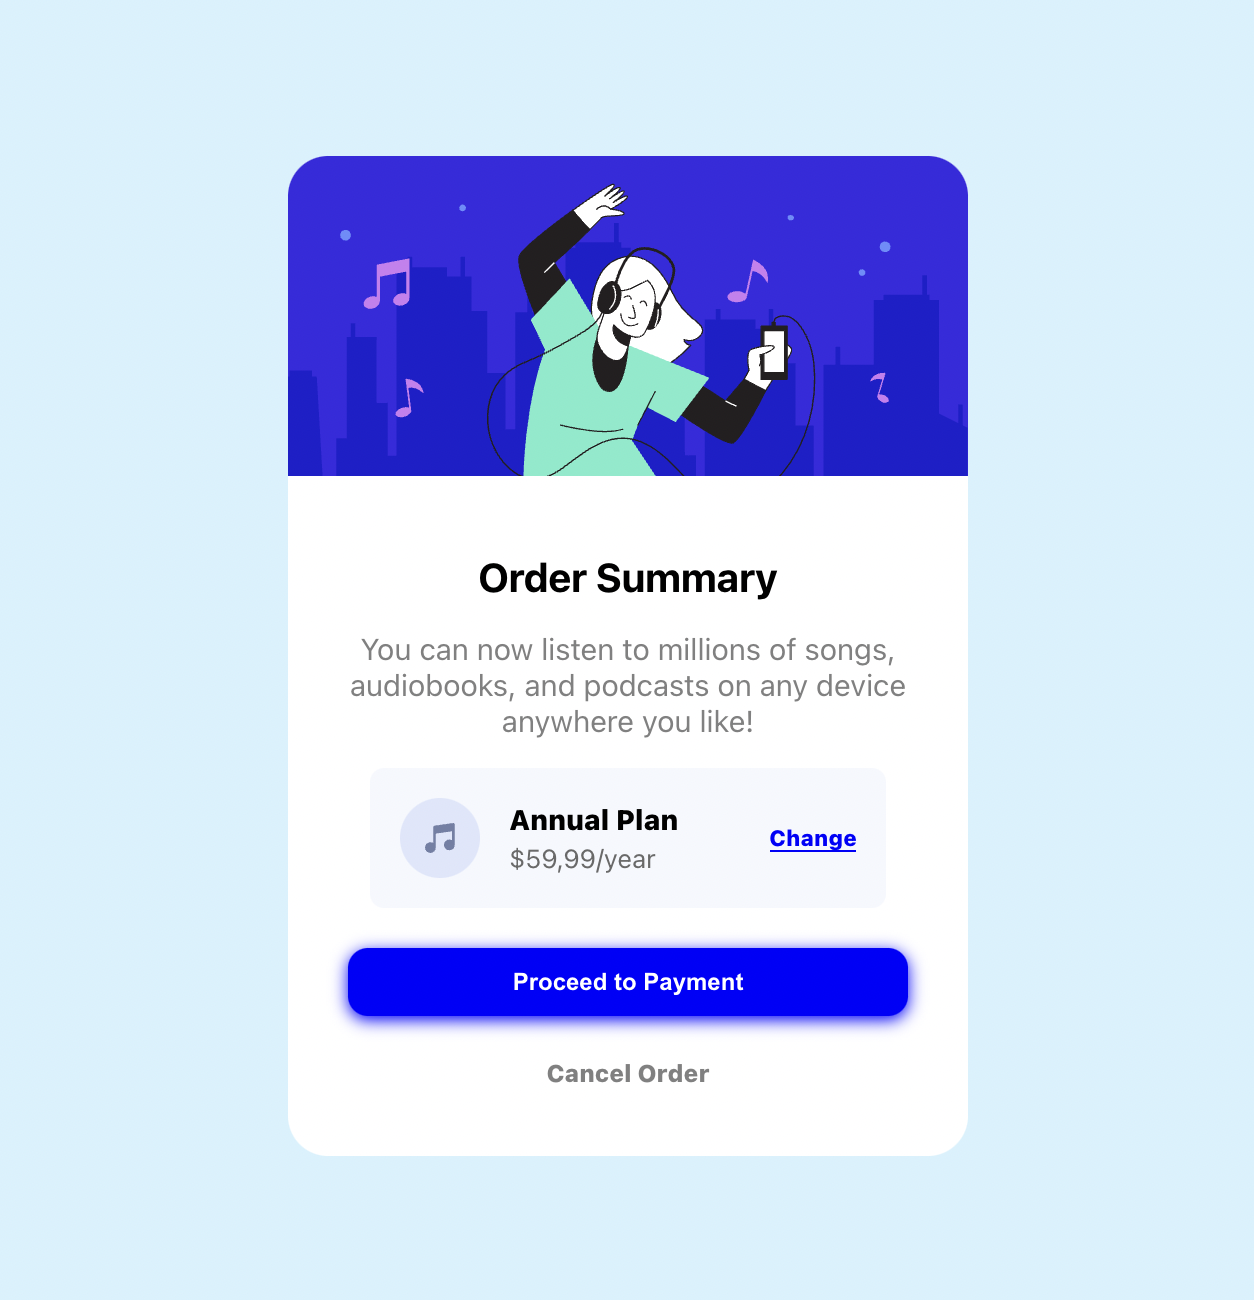 Order Summary
You can now listen to millions of songs,
audiobooks, and podcasts on any device
anywhere you like!
Annual Plan
$59,99/year
Change
Proceed to Payment
Cancel Order